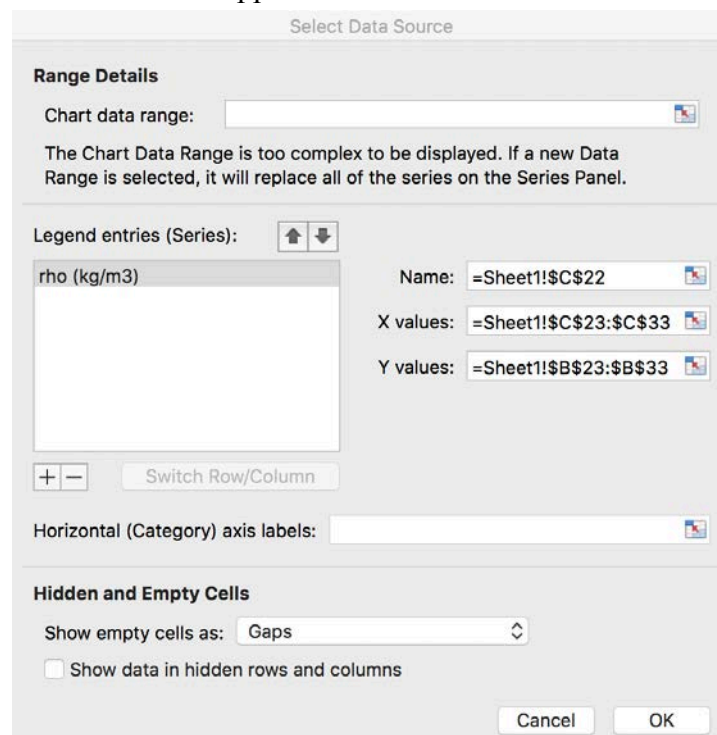 Select Data Source
Range Details
Chart data range:
The Chart Data Range is too complex to be displayed. If a new Data
Range is selected, it will replace all of the series on the Series Panel.
Legend entries (Series):
rho (kg/m3)
Name: =Sheet1!$C$22
X values: =Sheet1!$C$23:$C$33
Y values: =Sheet1!$B$23:$B$33
+ − Switch Row/Column
Horizontal (Category) axis labels:
Hidden and Empty Cells
Show empty cells as: Gaps
Show data in hidden rows and columns
Cancel OK